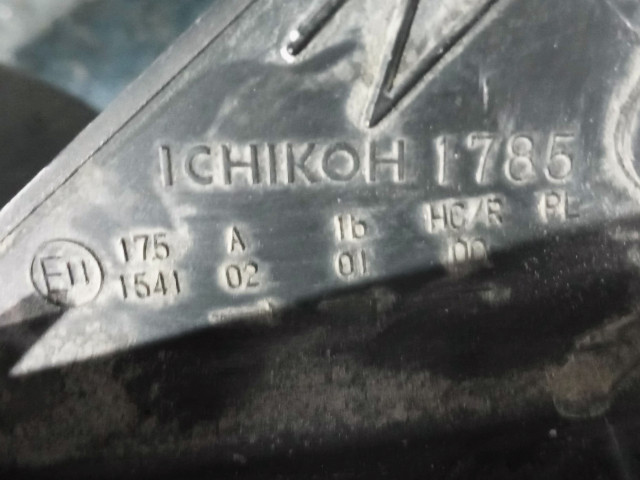 ICHIKOH 1785
E11 175 A 1b HC/R PL
1541 02 01 00